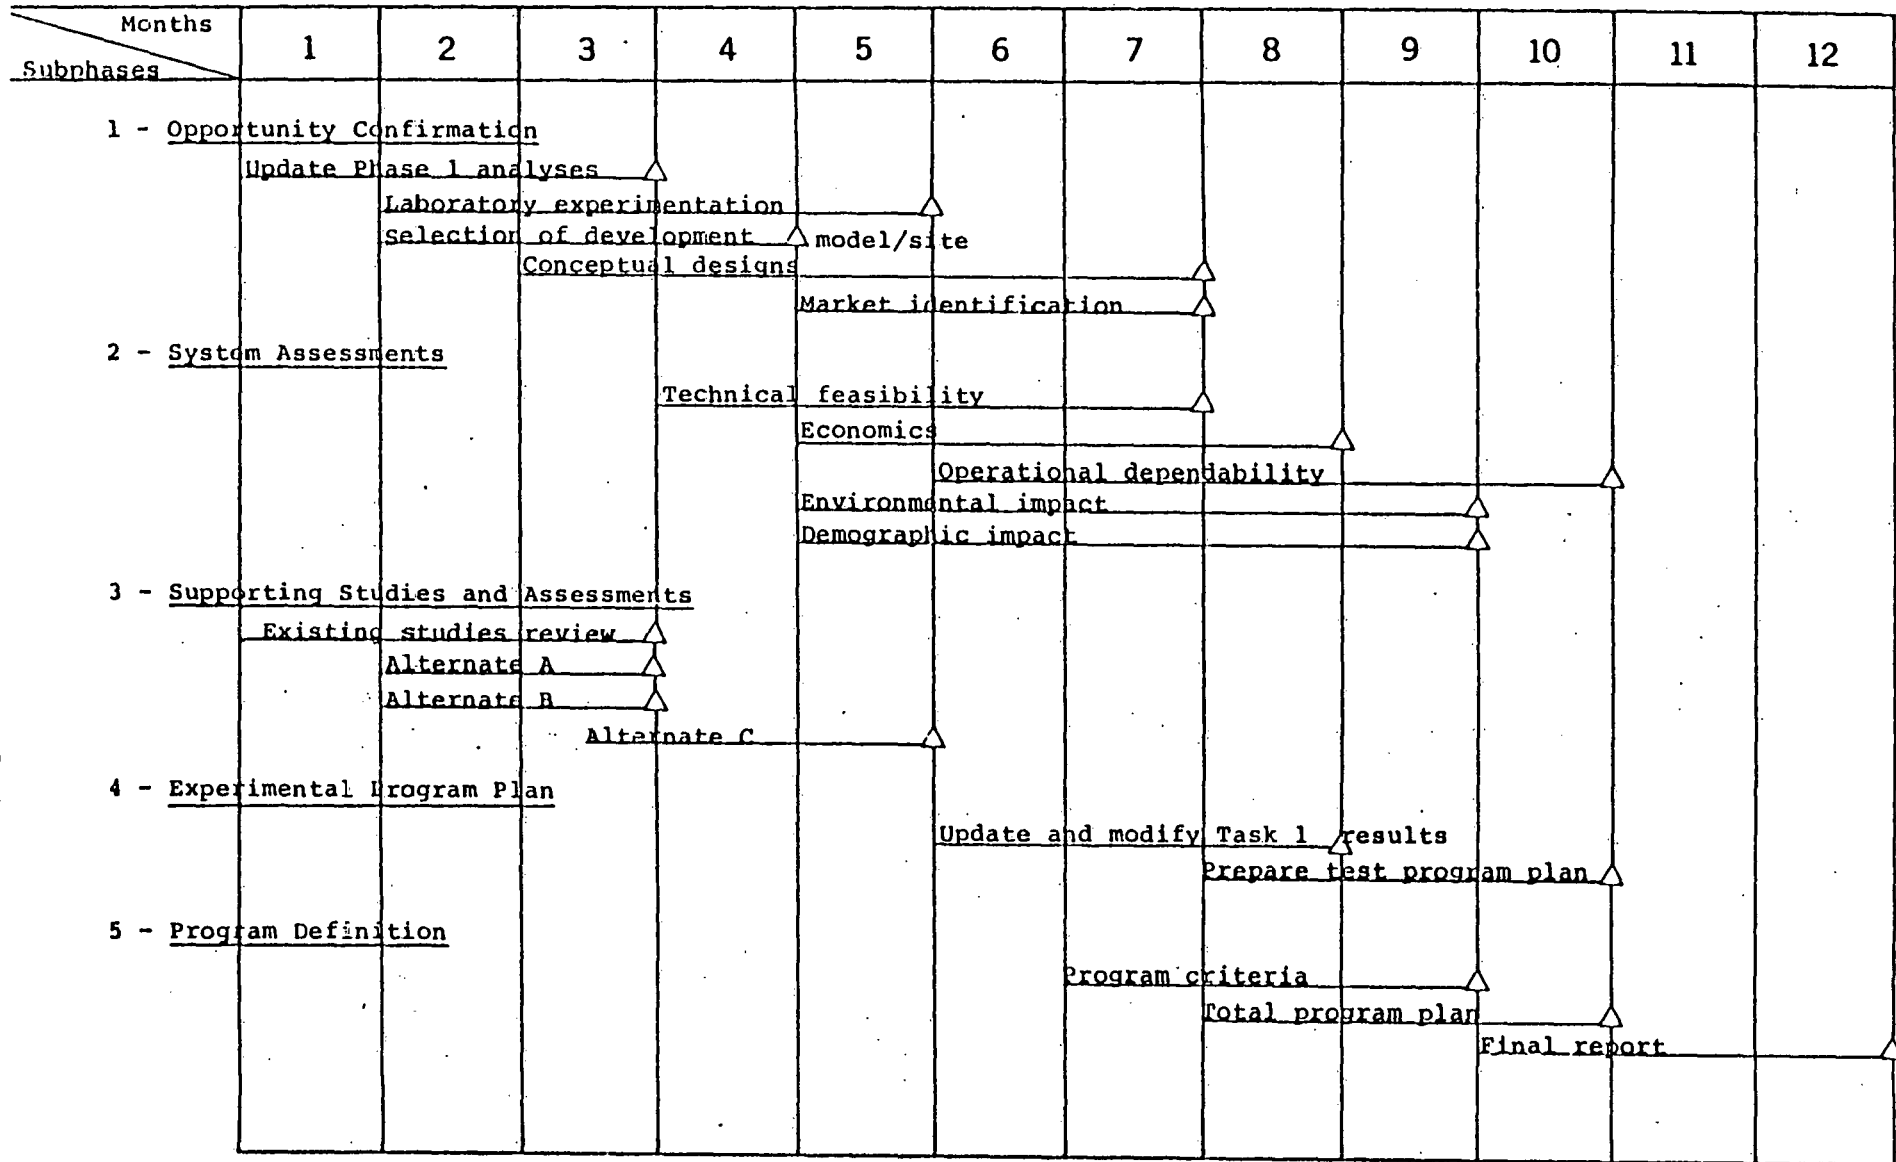 Months
Subphases
1 2 3 4 5 6 7 8 9 10 11 12
1 - Opportunity Confirmation
Update Phase 1 analyses
Laboratory experimentation
Selection of development model/site
Conceptual designs
Market identification
2 - System Assessments
Technical feasibility
Economics
Operational dependability
Environmental impact
Demographic impact
3 - Supporting Studies and Assessments
Existing studies review
Alternate A
Alternate B
Alternate C
4 - Experimental Program Plan
Update and modify Task 1 results
Prepare test program plan
5 - Program Definition
Program criteria
Total program plan
Final report